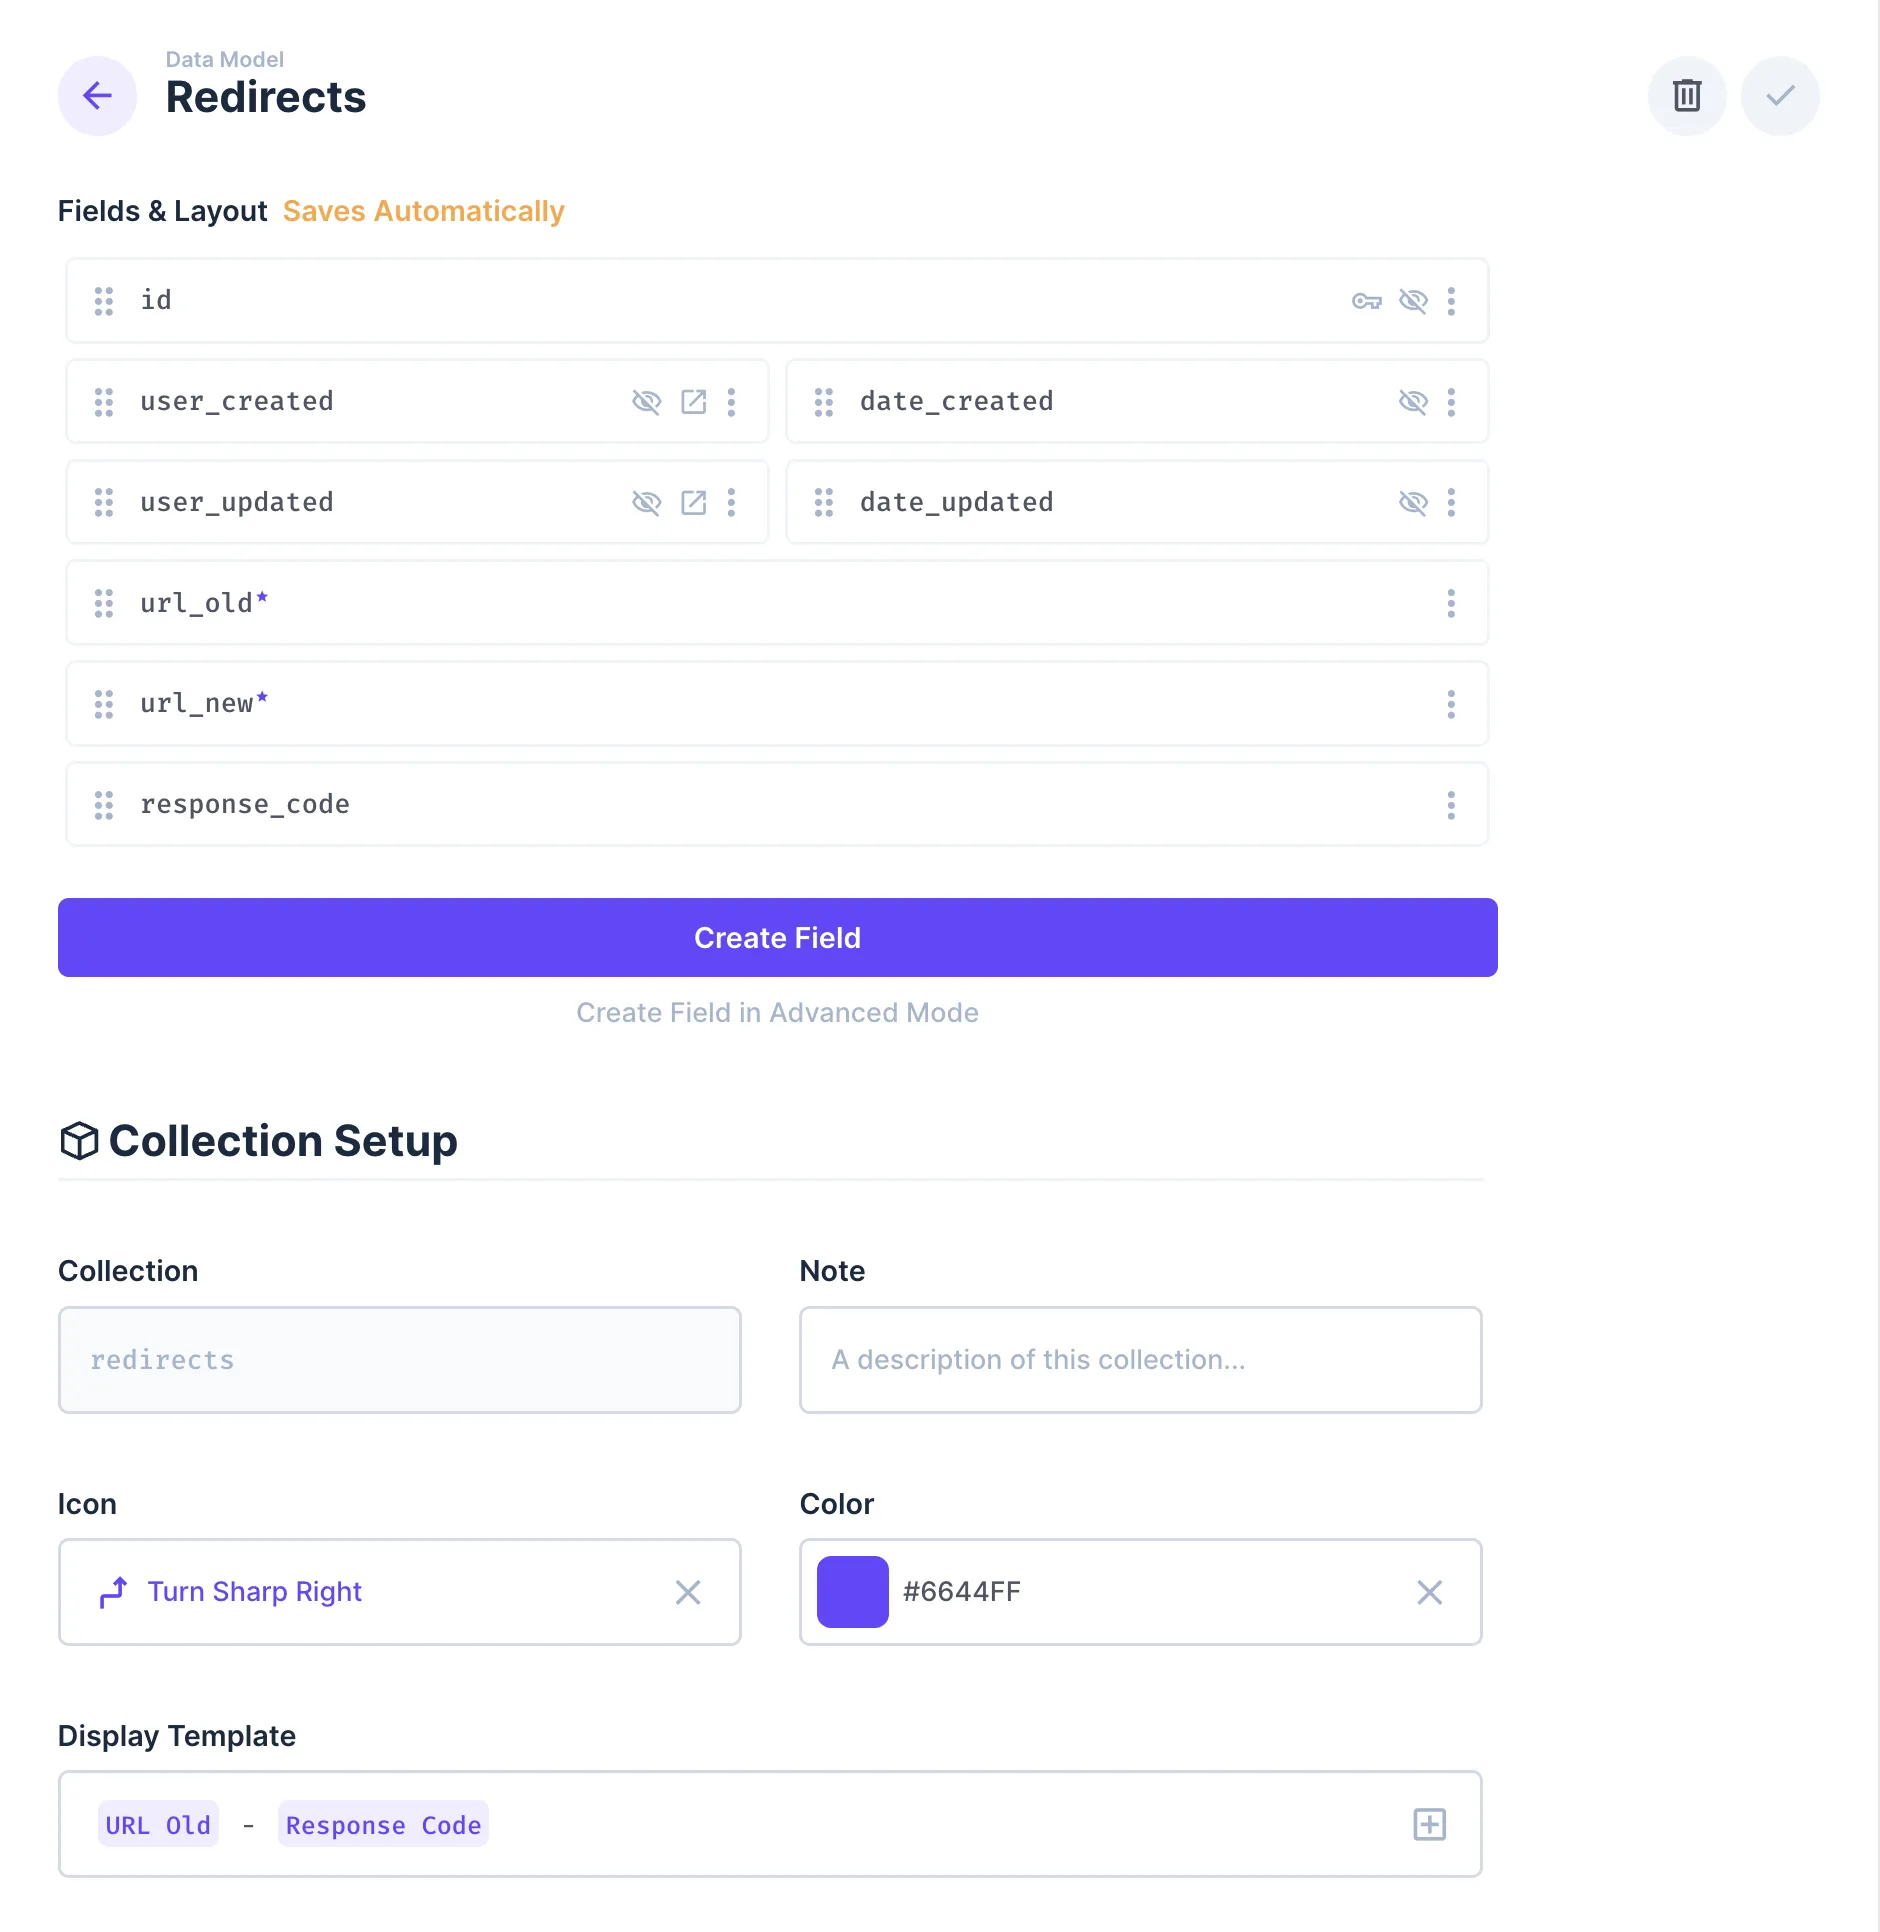 Data Model
Redirects
Fields & Layout Saves Automatically
id
user_created date_created
user_updated date_updated
url_old*
url_new*
response_code
Create Field
Create Field in Advanced Mode
Collection Setup
Collection Note
redirects A description of this collection...
Icon Color
Turn Sharp Right #6644FF
Display Template
URL Old - Response Code